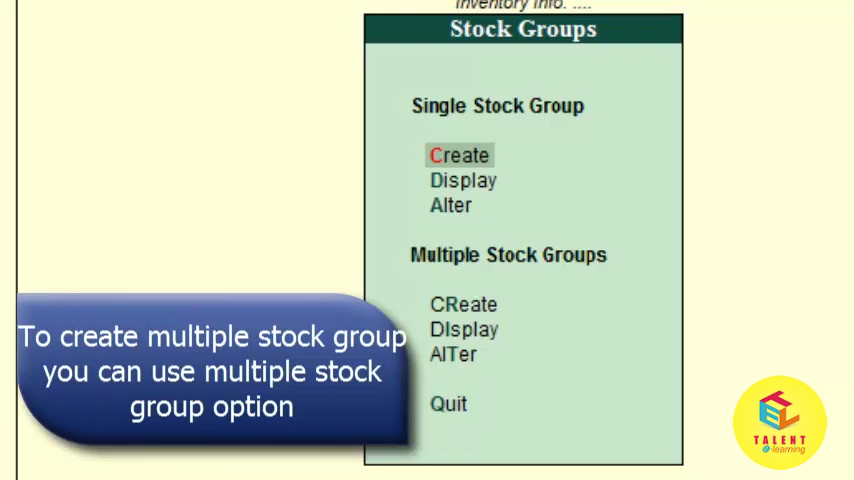 Inventory Info. ....
Stock Groups
Single Stock Group
Create
Display
Alter
Multiple Stock Groups
CReate
DIsplay
AlTer
Quit
To create multiple stock group
you can use multiple stock
group option
TEL
TALENT
e-learning